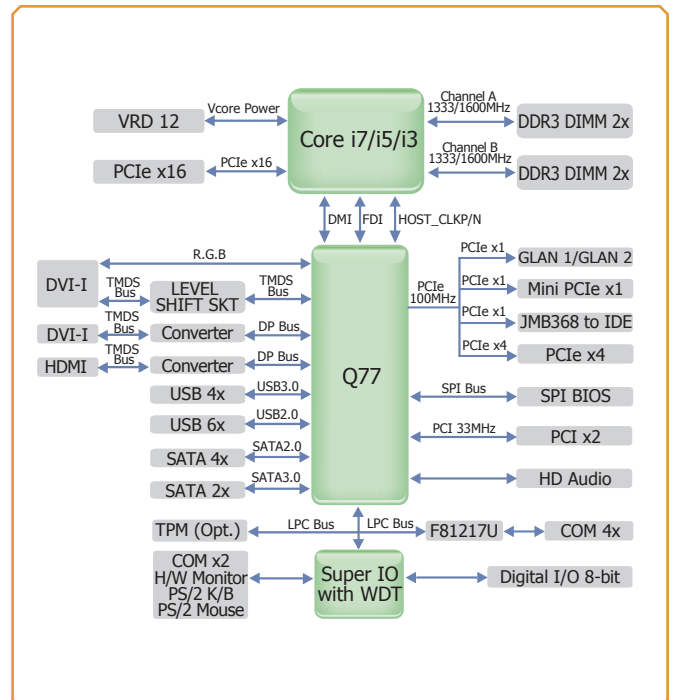 Vcore Power
VRD 12
PCIe x16
PCIe x16
Core i7/i5/i3
Channel A
1333/1600MHz
DDR3 DIMM 2x
Channel B
1333/1600MHz
DDR3 DIMM 2x
DMI
FDI
HOST_CLKP/N
R.G.B
DVI-I
TMDS
Bus
LEVEL
SHIFT SKT
TMDS
Bus
DVI-I
TMDS
Bus
Converter
DP Bus
HDMI
TMDS
Bus
Converter
DP Bus
USB 4x
USB3.0
USB 6x
USB2.0
SATA 4x
SATA2.0
SATA 2x
SATA3.0
Q77
PCIe
100MHz
PCIe x1
GLAN 1/GLAN 2
PCIe x1
Mini PCIe x1
PCIe x1
JMB368 to IDE
PCIe x4
PCIe x4
SPI Bus
SPI BIOS
PCI 33MHz
PCI x2
HD Audio
TPM (Opt.)
LPC Bus
LPC Bus
F81217U
COM 4x
COM x2
H/W Monitor
PS/2 K/B
PS/2 Mouse
Super IO
with WDT
Digital I/O 8-bit